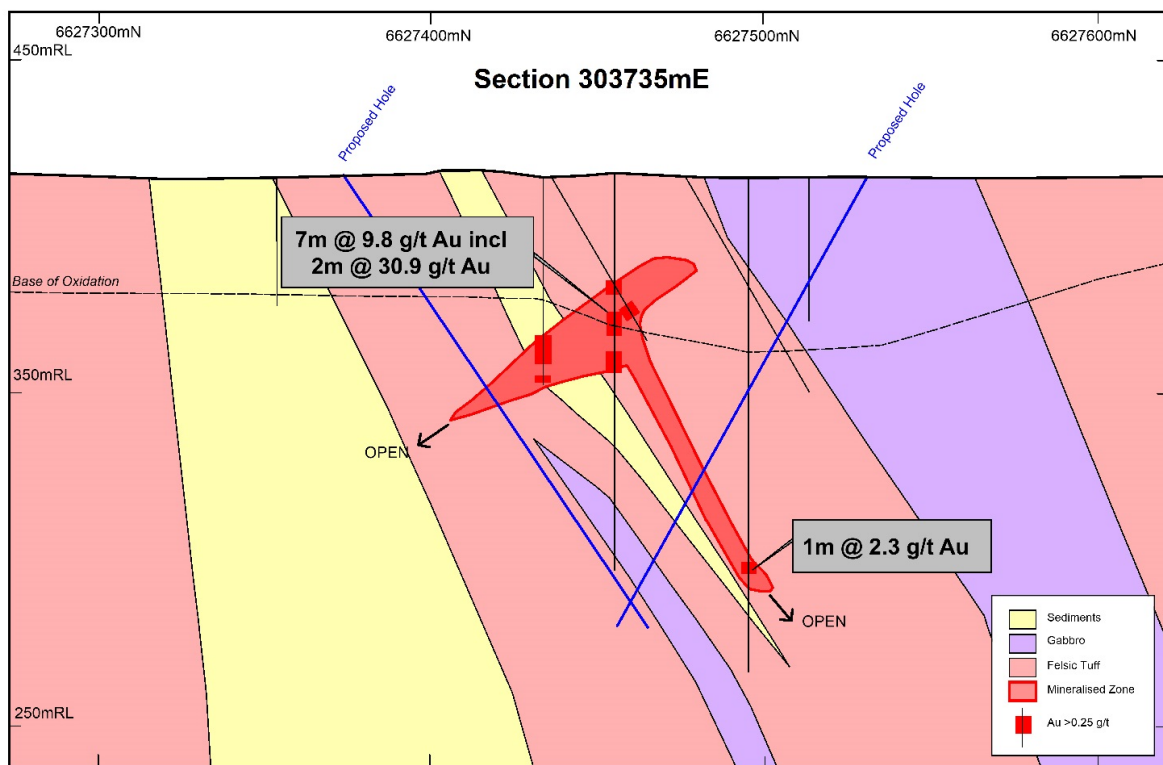 6627300mN
6627400mN
6627500mN
6627600mN
450mRL
Section 303735mE
Proposed Hole
Proposed Hole
7m @ 9.8 g/t Au incl
2m @ 30.9 g/t Au
Base of Oxidation
350mRL
OPEN
1m @ 2.3 g/t Au
OPEN
Sediments
Gabbro
Felsic Tuff
Mineralised Zone
Au >0.25 g/t
250mRL